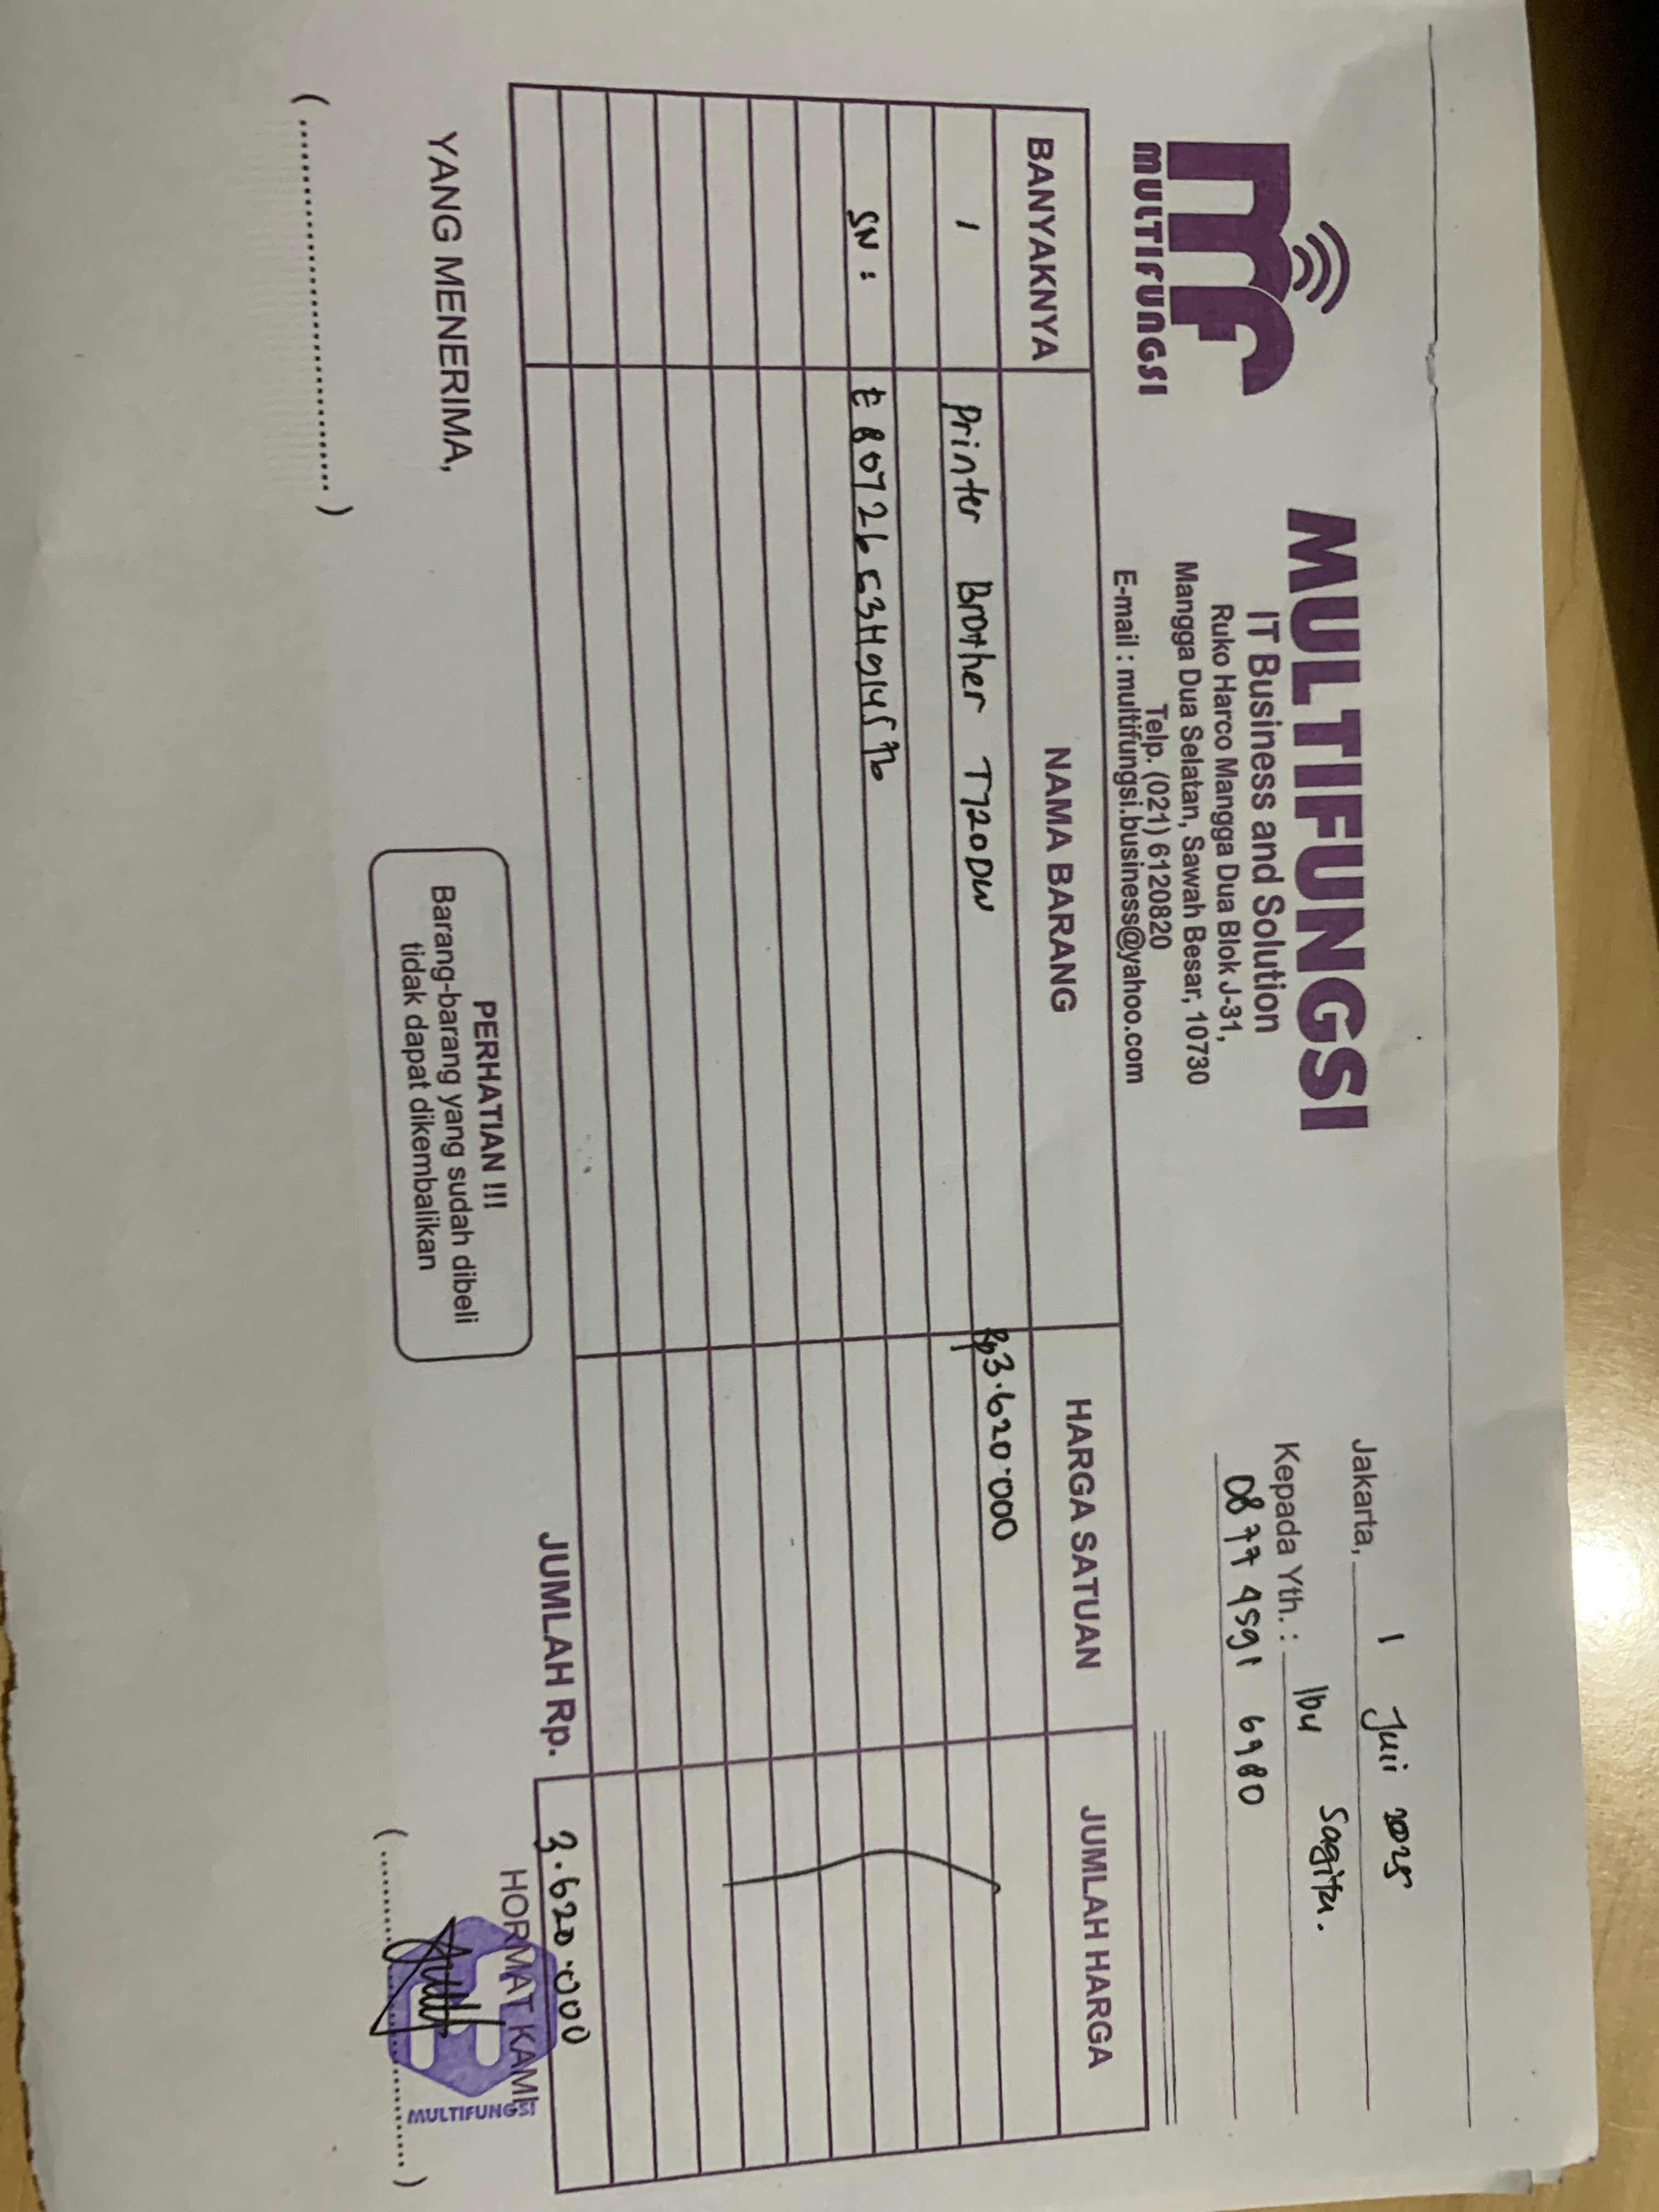 mf
MULTIFUNGSI
MULTIFUNGSI
IT Business and Solution
Ruko Harco Mangga Dua Blok J-31,
Mangga Dua Selatan, Sawah Besar, 10730
Telp. (021) 6120820
E-mail : multifungsi.business@yahoo.com
Jakarta, 1 Juli 2025
Kepada Yth. : Ibu Sagita.
0877 4591 6980
BANYAKNYA NAMA BARANG HARGA SATUAN JUMLAH HARGA
1 Printer Brother T720DW Rp3.620.000
SN :
JUMLAH Rp. 3.620.000
YANG MENERIMA,
PERHATIAN !!!
Barang-barang yang sudah dibeli
tidak dapat dikembalikan
HORMAT KAMI,
MULTIFUNGSI